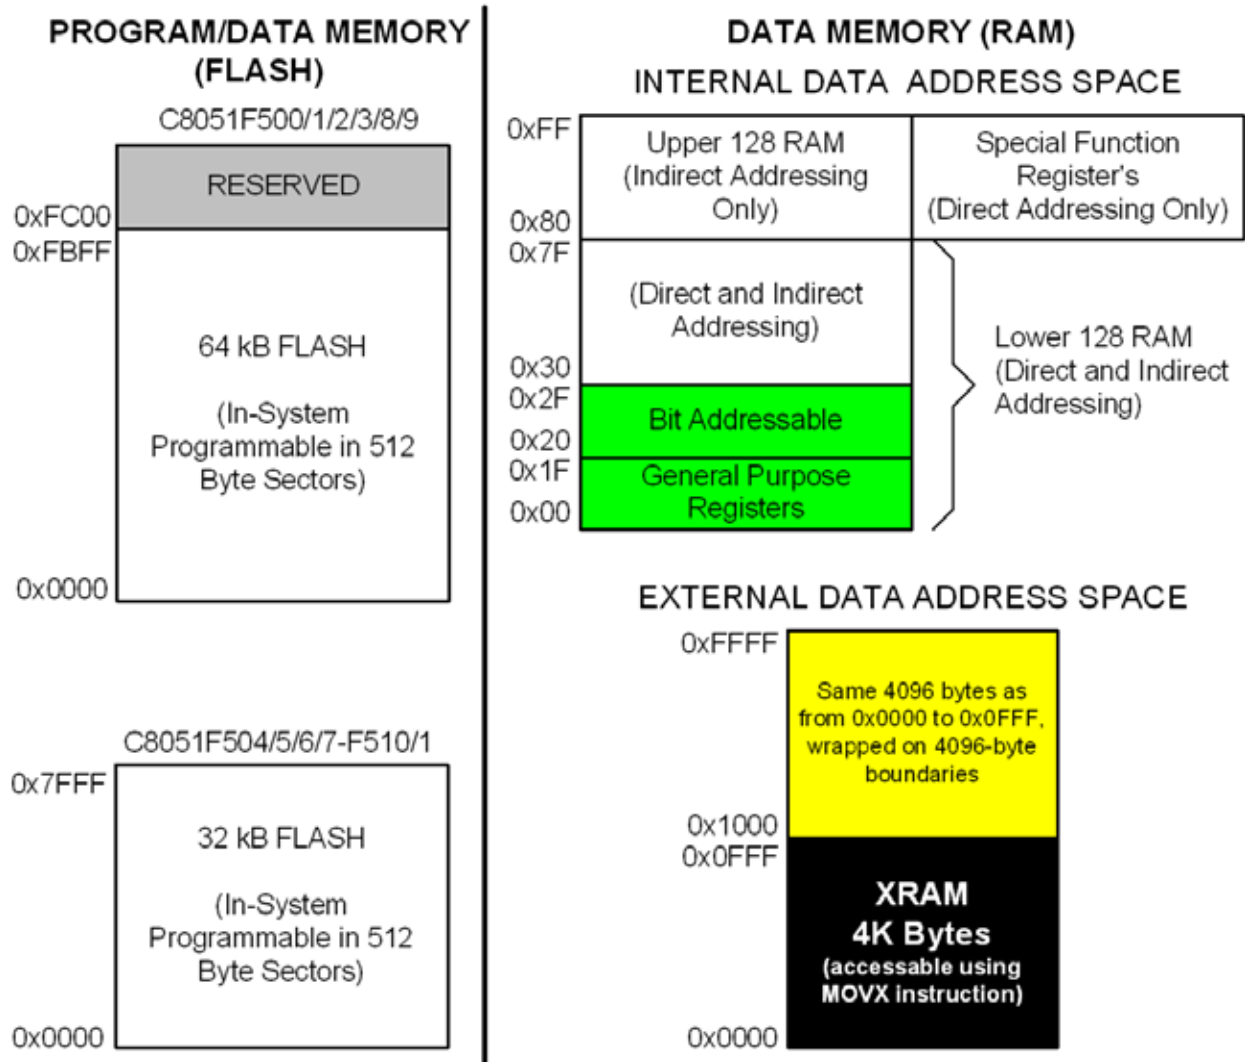 PROGRAM/DATA MEMORY
(FLASH)
C8051F500/1/2/3/8/9
RESERVED
0xFC00
0xFBFF
64 kB FLASH
(In-System
Programmable in 512
Byte Sectors)
0x0000
C8051F504/5/6/7-F510/1
0x7FFF
32 kB FLASH
(In-System
Programmable in 512
Byte Sectors)
0x0000
DATA MEMORY (RAM)
INTERNAL DATA ADDRESS SPACE
0xFF
Upper 128 RAM
(Indirect Addressing
Only)
Special Function
Register's
(Direct Addressing Only)
0x80
0x7F
(Direct and Indirect
Addressing)
Lower 128 RAM
(Direct and Indirect
Addressing)
0x30
0x2F
Bit Addressable
0x20
0x1F
General Purpose
Registers
0x00
EXTERNAL DATA ADDRESS SPACE
0xFFFF
Same 4096 bytes as
from 0x0000 to 0x0FFF,
wrapped on 4096-byte
boundaries
0x1000
0x0FFF
XRAM
4K Bytes
(accessable using
MOVX instruction)
0x0000